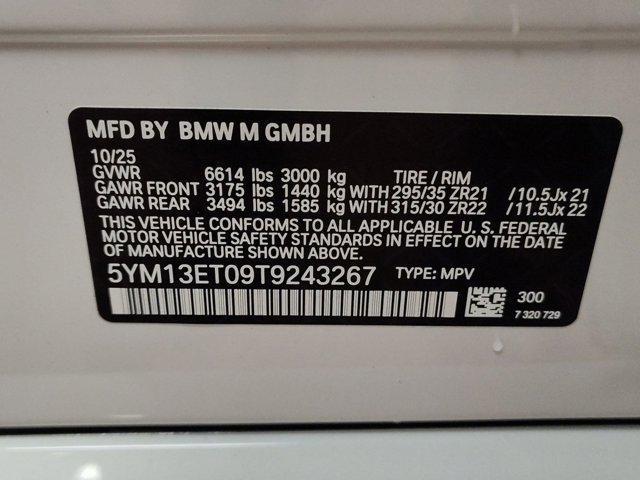 MFD BY BMW M GMBH
10/25
GVWR 6614 lbs 3000 kg TIRE / RIM
GAWR FRONT 3175 lbs 1440 kg WITH 295/35 ZR21 /10.5Jx 21
GAWR REAR 3494 lbs 1585 kg WITH 315/30 ZR22 /11.5Jx 22
THIS VEHICLE CONFORMS TO ALL APPLICABLE U. S. FEDERAL
MOTOR VEHICLE SAFETY STANDARDS IN EFFECT ON THE DATE
OF MANUFACTURE SHOWN ABOVE.
5YM13ET09T9243267 TYPE: MPV
300
7 320 729